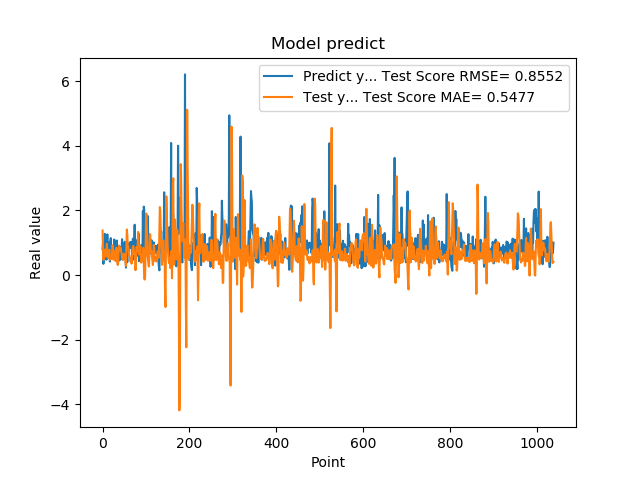 Model predict
Predict y... Test Score RMSE= 0.8552
Test y... Test Score MAE= 0.5477
Real value
6
4
2
0
−2
−4
0 200 400 600 800 1000
Point